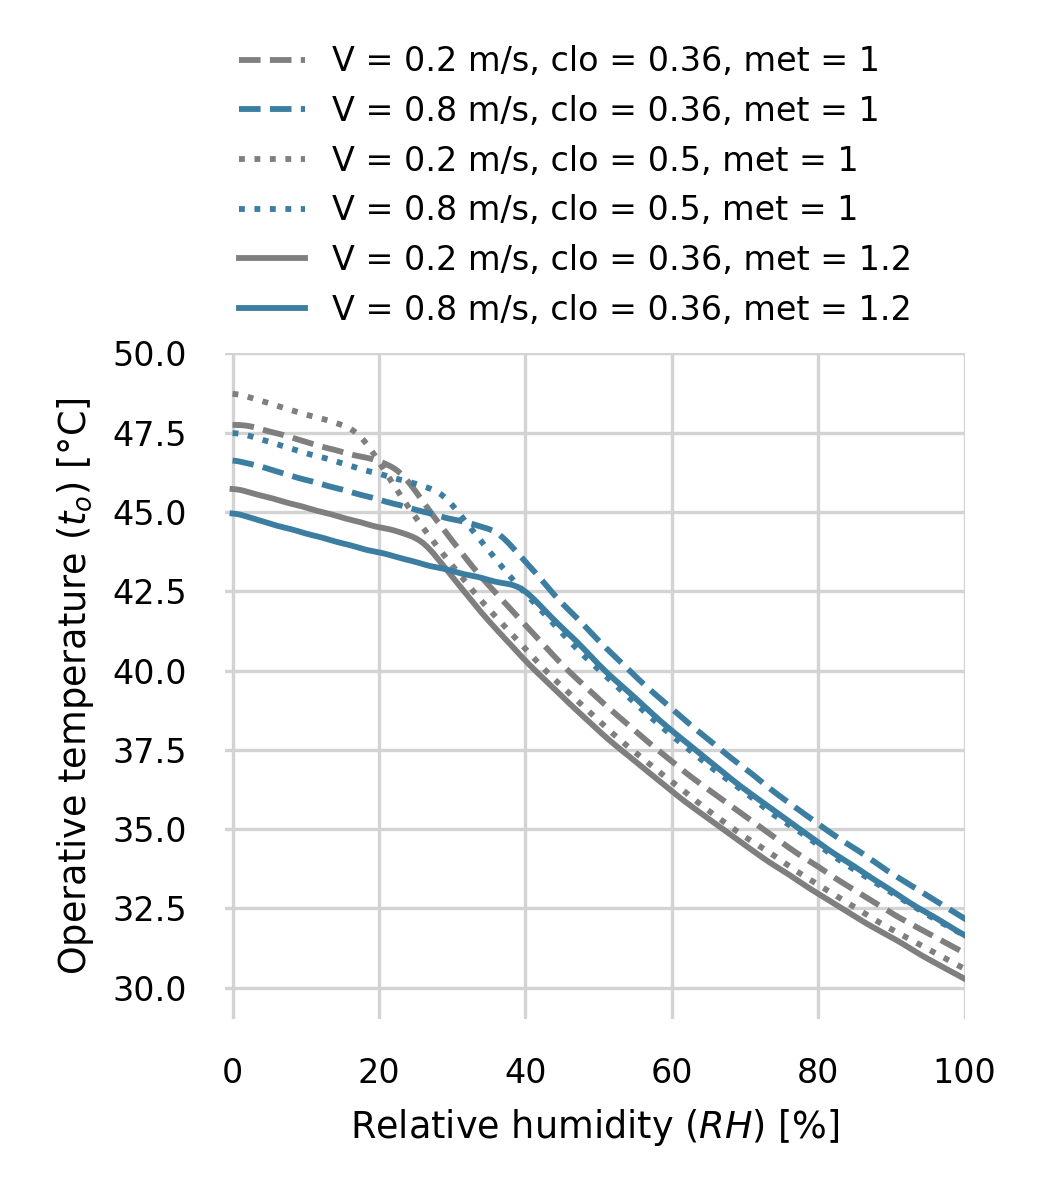 V = 0.2 m/s, clo = 0.36, met = 1
V = 0.8 m/s, clo = 0.36, met = 1
V = 0.2 m/s, clo = 0.5, met = 1
V = 0.8 m/s, clo = 0.5, met = 1
V = 0.2 m/s, clo = 0.36, met = 1.2
V = 0.8 m/s, clo = 0.36, met = 1.2
50.0
47.5
45.0
42.5
40.0
37.5
35.0
32.5
30.0
Operative temperature (to) [°C]
0 20 40 60 80 100
Relative humidity (RH) [%]